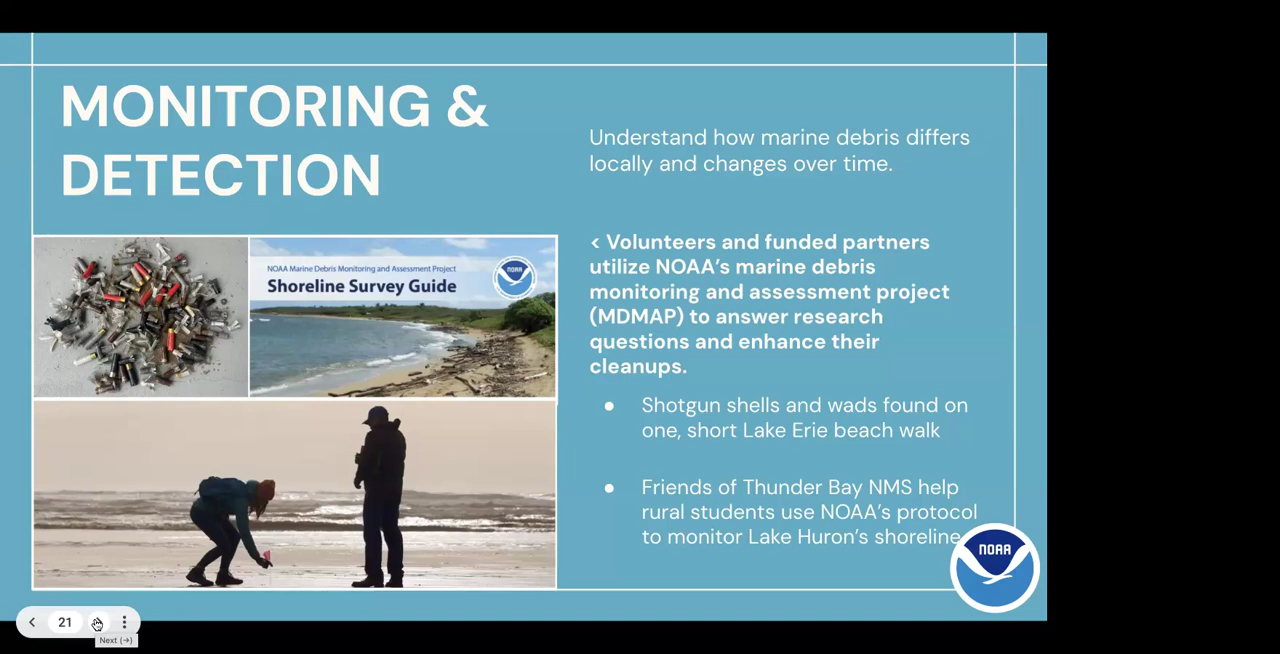 MONITORING &
DETECTION
Understand how marine debris differs
locally and changes over time.
NOAA Marine Debris Monitoring and Assessment Project
Shoreline Survey Guide
NOAA
< Volunteers and funded partners
utilize NOAA’s marine debris
monitoring and assessment project
(MDMAP) to answer research
questions and enhance their
cleanups.
● Shotgun shells and wads found on
one, short Lake Erie beach walk
● Friends of Thunder Bay NMS help
rural students use NOAA’s protocol
to monitor Lake Huron’s shoreline
NOAA
21
Next (→)